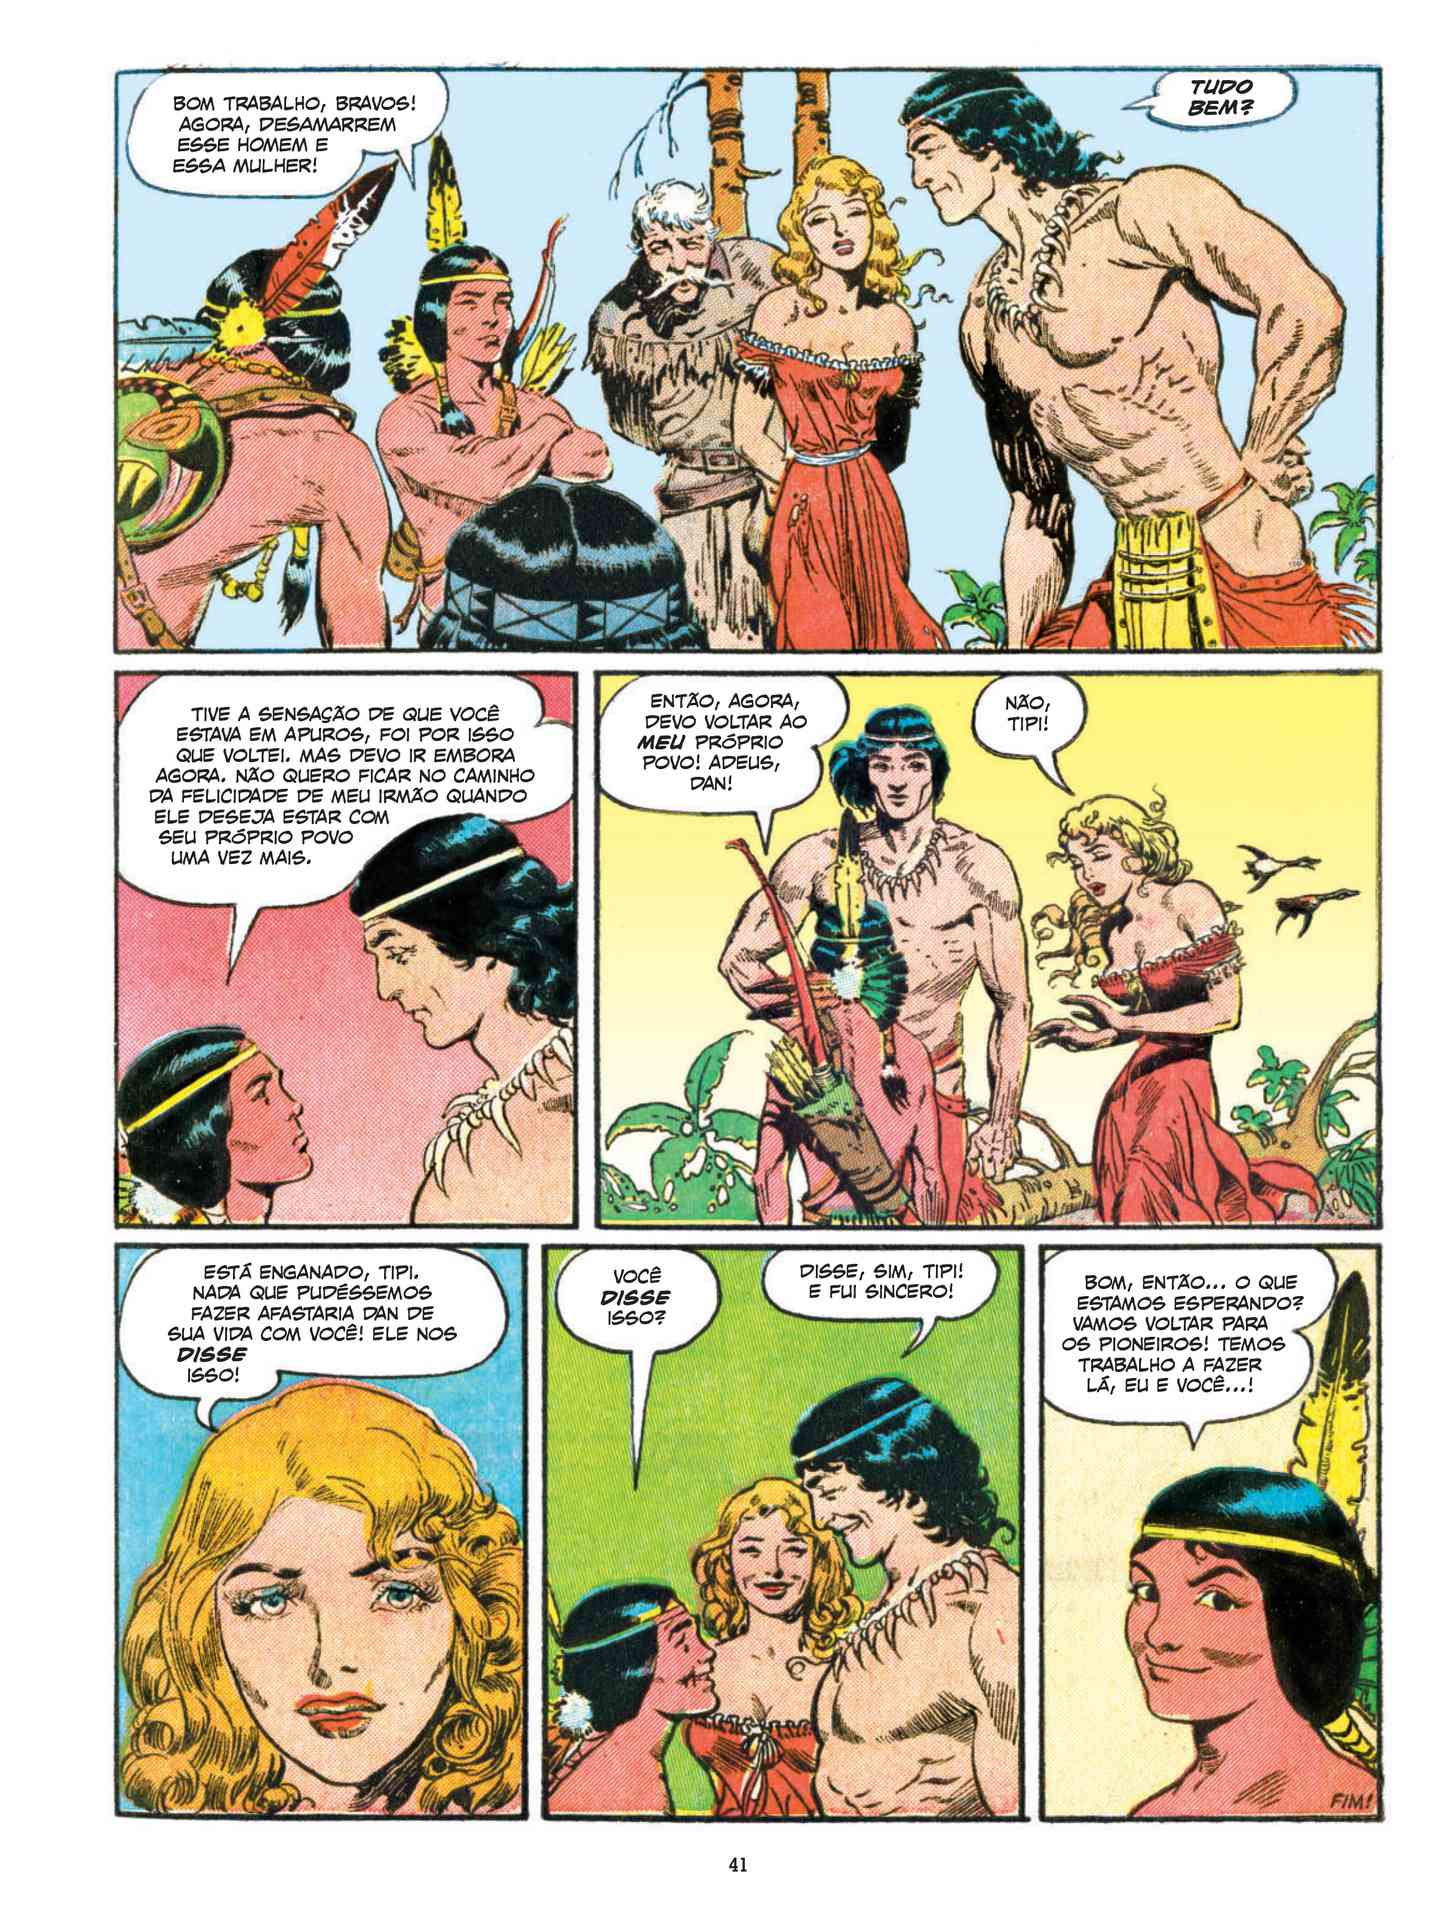 BOM TRABALHO, BRAVOS!
AGORA, DESAMARREM
ESSE HOMEM E
ESSA MULHER!
TUDO
BEM?
TIVE A SENSAÇÃO DE QUE VOCÊ
ESTAVA EM APUROS, FOI POR ISSO
QUE VOLTEI. MAS DEVO IR EMBORA
AGORA. NÃO QUERO FICAR NO CAMINHO
DA FELICIDADE DE MEU IRMÃO QUANDO
ELE DESEJA ESTAR COM
SEU PRÓPRIO POVO
UMA VEZ MAIS.
ENTÃO, AGORA,
DEVO VOLTAR AO
MEU PRÓPRIO
POVO! ADEUS,
DAN!
NÃO,
TIPI!
ESTÁ ENGANADO, TIPI.
NADA QUE PUDÉSSEMOS
FAZER AFASTARIA DAN DE
SUA VIDA COM VOCÊ! ELE NOS
DISSE
ISSO!
VOCÊ
DISSE
ISSO?
DISSE, SIM, TIPI!
E FUI SINCERO!
BOM, ENTÃO... O QUE
ESTAMOS ESPERANDO?
VAMOS VOLTAR PARA
OS PIONEIROS! TEMOS
TRABALHO A FAZER
LÁ, EU E VOCÊ...!
FIM!
41